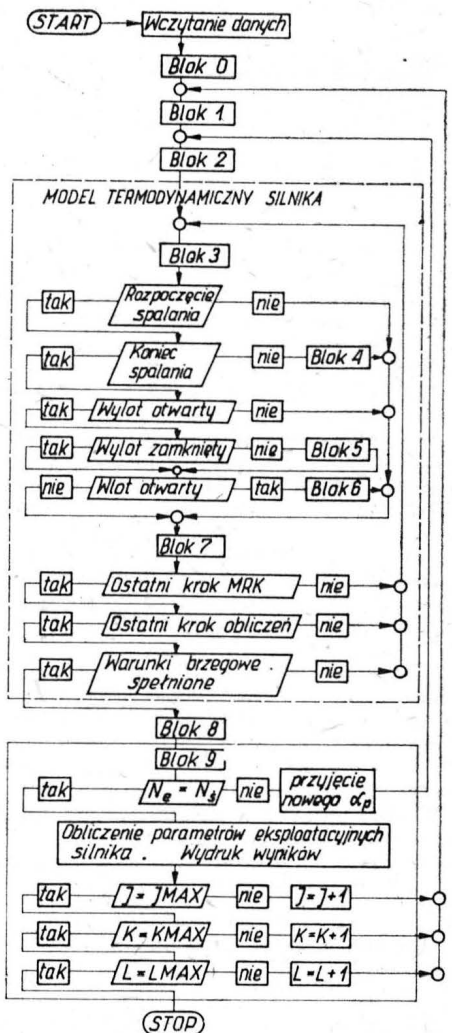 START
Wczytanie danych
Blok 0
Blok 1
Blok 2
MODEL TERMODYNAMICZNY SILNIKA
Blok 3
tak
Rozpoczęcie
spalania
nie
tak
Koniec
spalania
nie
Blok 4
tak
Wylot otwarty
nie
tak
Wylot zamknięty
nie
Blok 5
nie
Wlot otwarty
tak
Blok 6
Blok 7
tak
Ostatni krok MRK
nie
tak
Ostatni krok obliczeń
nie
tak
Warunki brzegowe.
spełnione
nie
Blok 8
Blok 9
tak
Ne = Ns
nie
przyjęcie
nowego αp
Obliczenie parametrów eksploatacyjnych
silnika. Wydruk wyników
tak
J = JMAX
nie
J=J+1
tak
K=KMAX
nie
K=K+1
tak
L=LMAX
nie
L=L+1
STOP